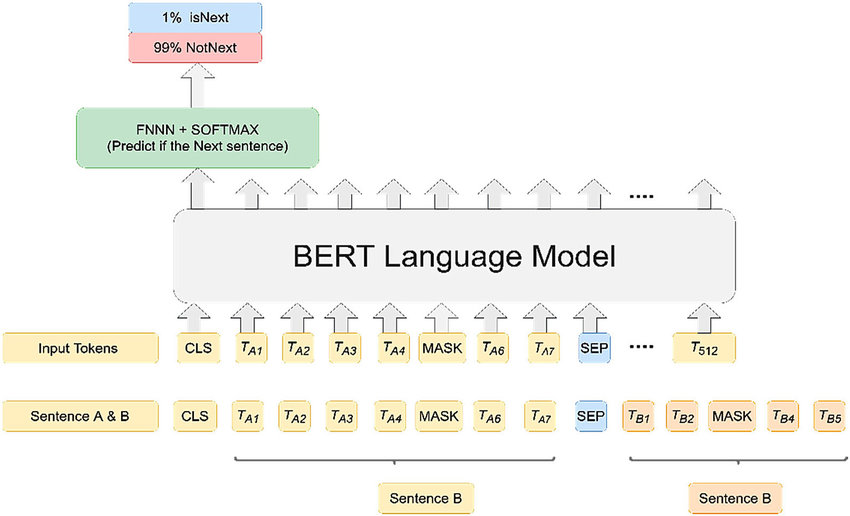 1% isNext
99% NotNext
FNNN + SOFTMAX
(Predict if the Next sentence)
....
BERT Language Model
Input Tokens CLS TA1 TA2 TA3 TA4 MASK TA6 TA7 SEP .... T512
Sentence A & B CLS TA1 TA2 TA3 TA4 MASK TA6 TA7 SEP TB1 TB2 MASK TB4 TB5
Sentence B Sentence B